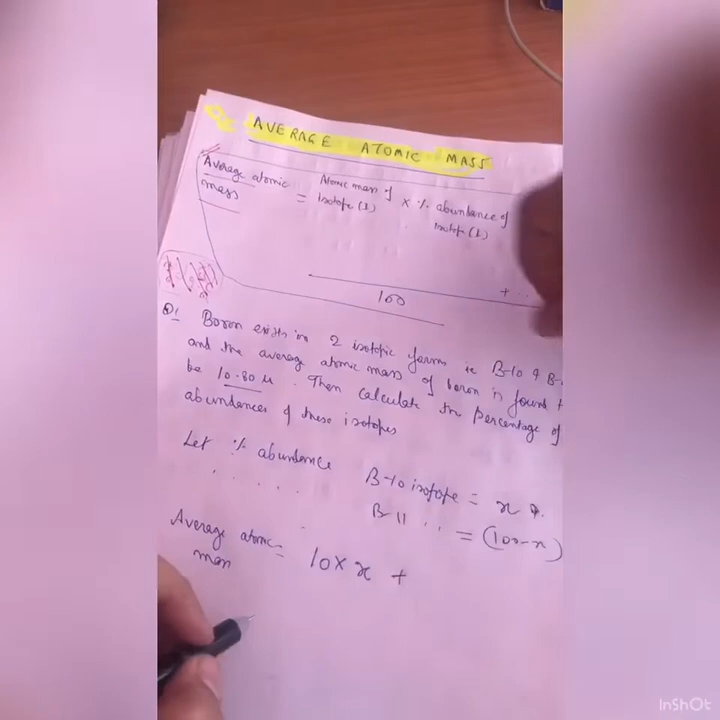 AVERAGE ATOMIC MASS
Average atomic mass = Atomic mass of isotope (1) × % abundance of isotope (1)
100 + ...
Q1 Boron exists in 2 isotopic forms ie B-10 & B-
and the average atomic mass of boron is found t
be 10.80 u. Then calculate the percentage of
abundances of these isotopes
Let % abundance B-10 isotope = x
. . . . . B-11 '' = (100-x)
Average atomic mass = 10 × x +
InShOt